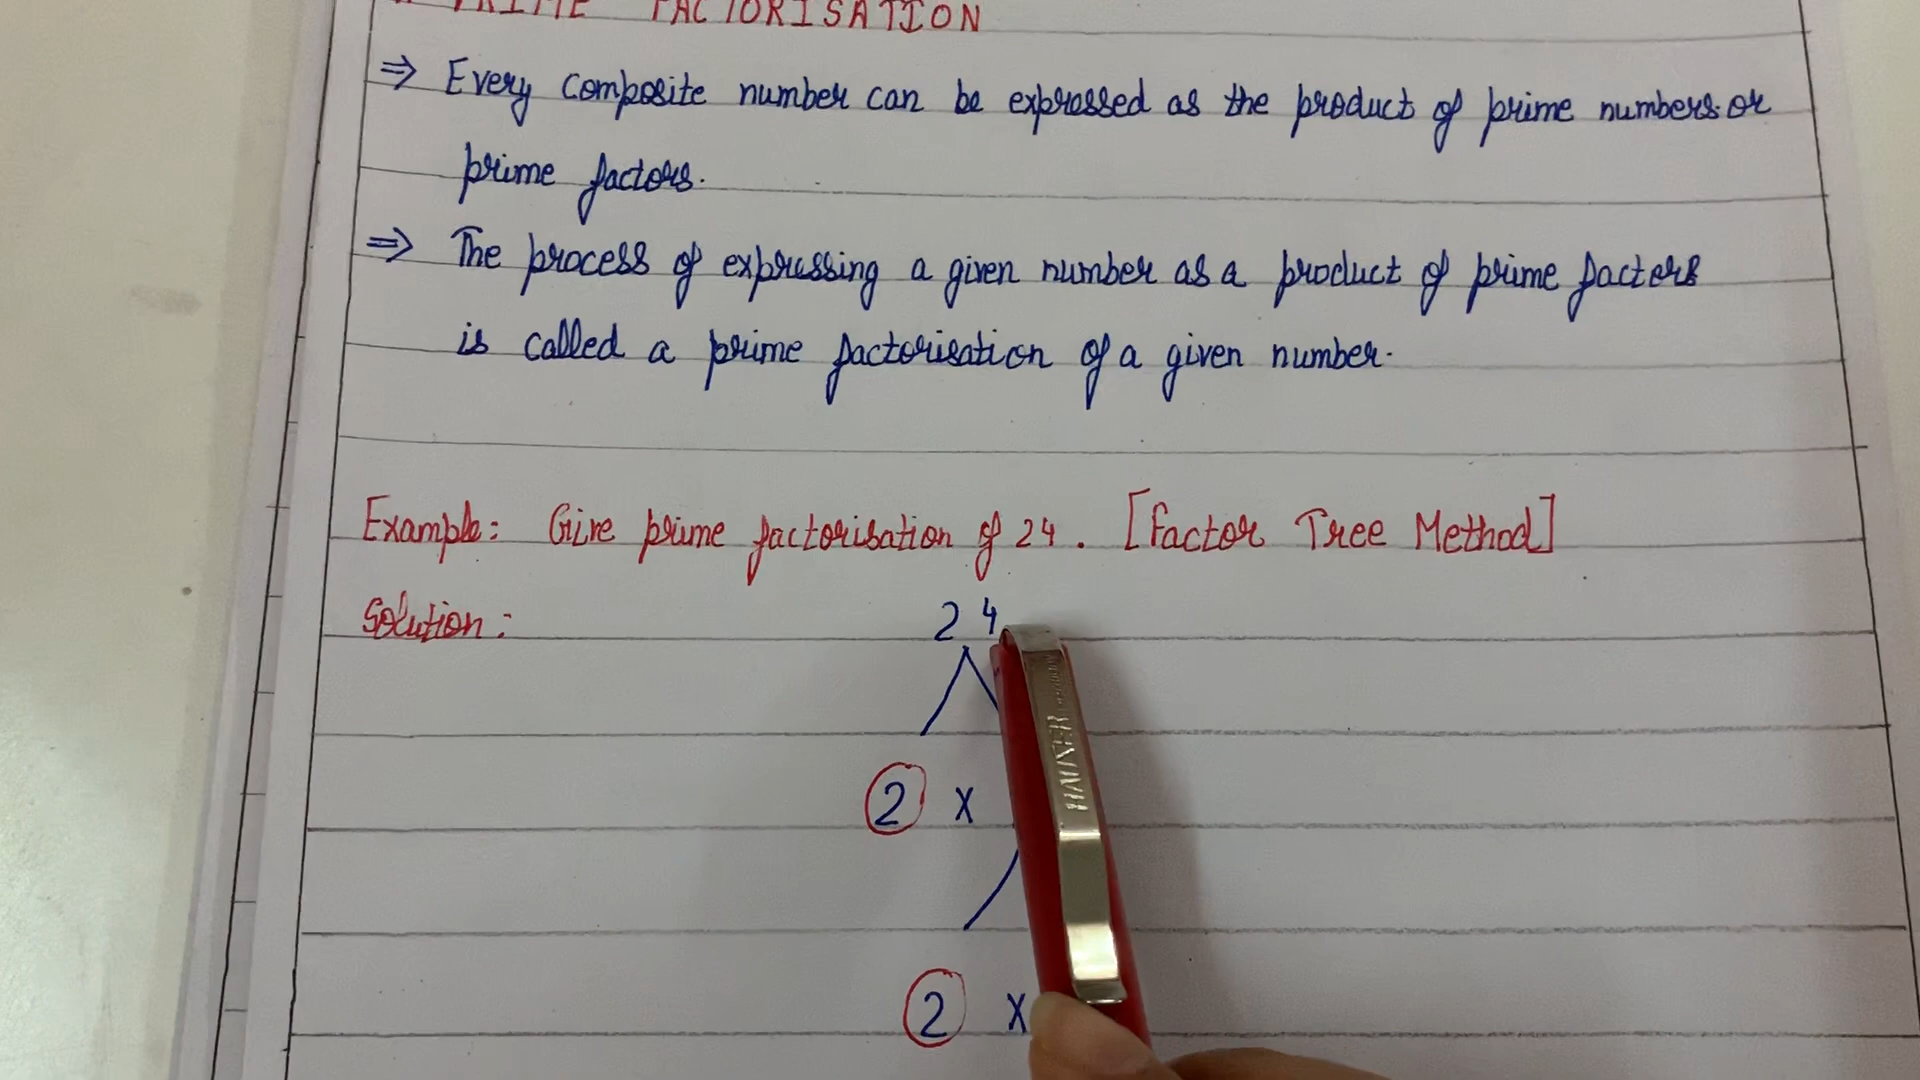 PRIME FACTORISATION
⇒ Every composite number can be expressed as the product of prime numbers or
prime factors.
⇒ The process of expressing a given number as a product of prime factors
is called a prime factorisation of a given number.
Example: Give prime factorisation of 24. [Factor Tree Method]
Solution:
24
2 x
2 x